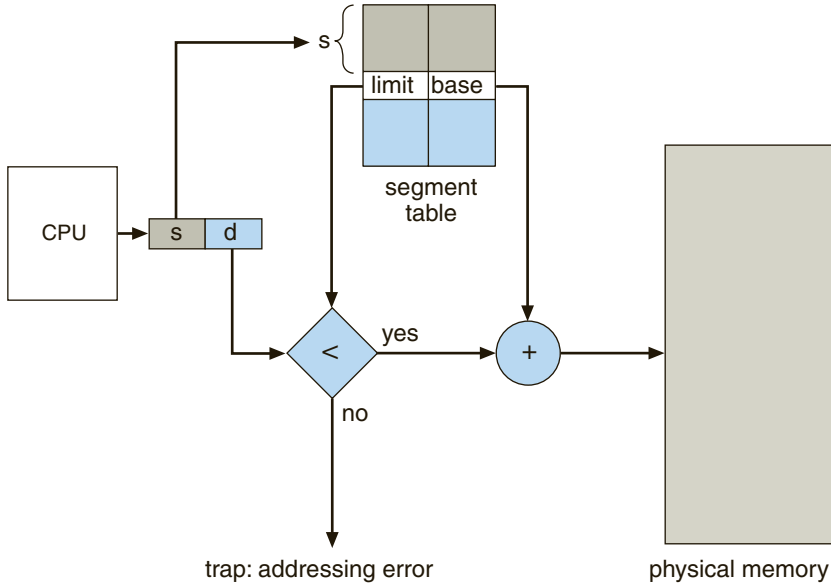 s
limit base
segment
table
CPU
s d
<
yes
+
no
trap: addressing error
physical memory